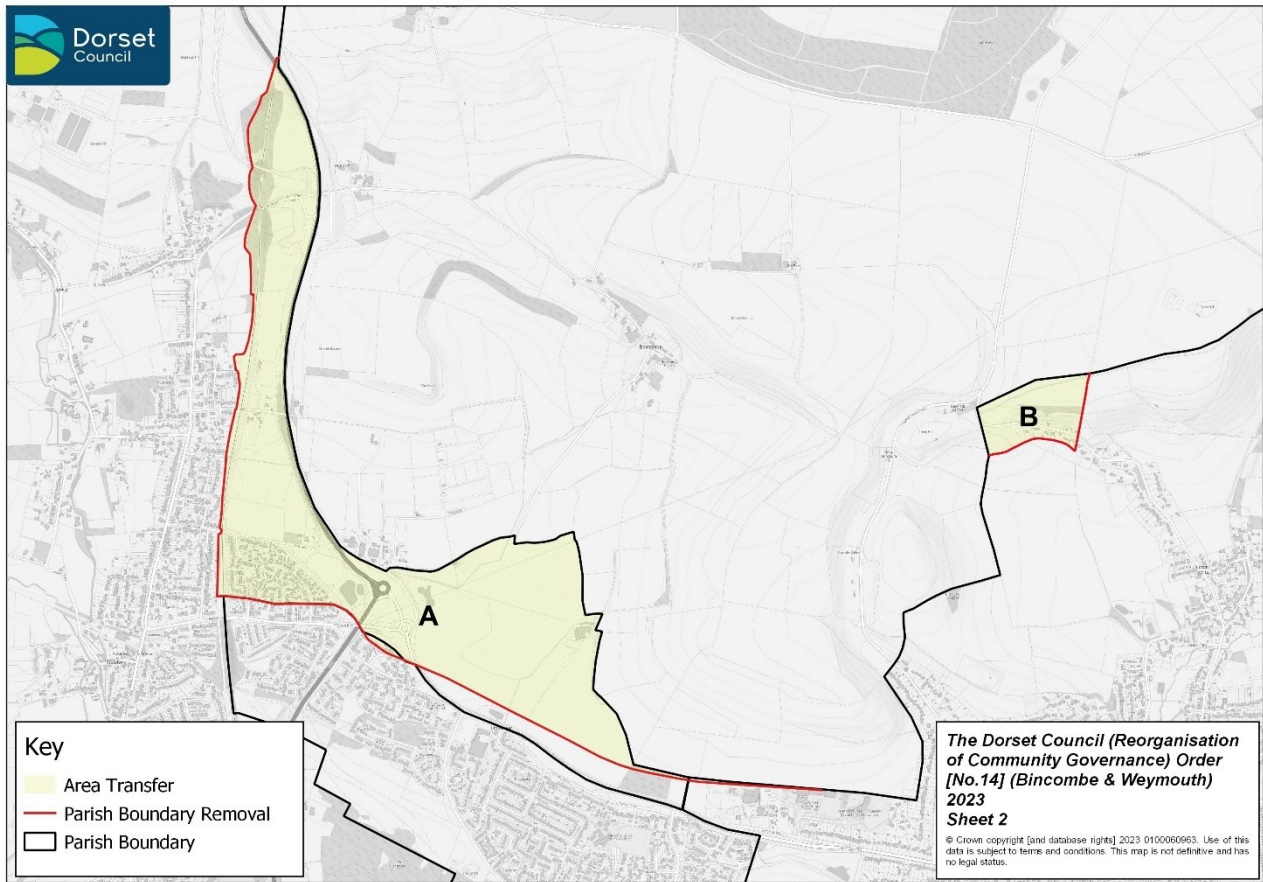 Dorset
Council
A
B
Key
Area Transfer
Parish Boundary Removal
Parish Boundary
The Dorset Council (Reorganisation
of Community Governance) Order
[No.14] (Bincombe & Weymouth)
2023
Sheet 2
© Crown copyright [and database rights] 2023 0100060963. Use of this
data is subject to terms and conditions. This map is not definitive and has
no legal status.